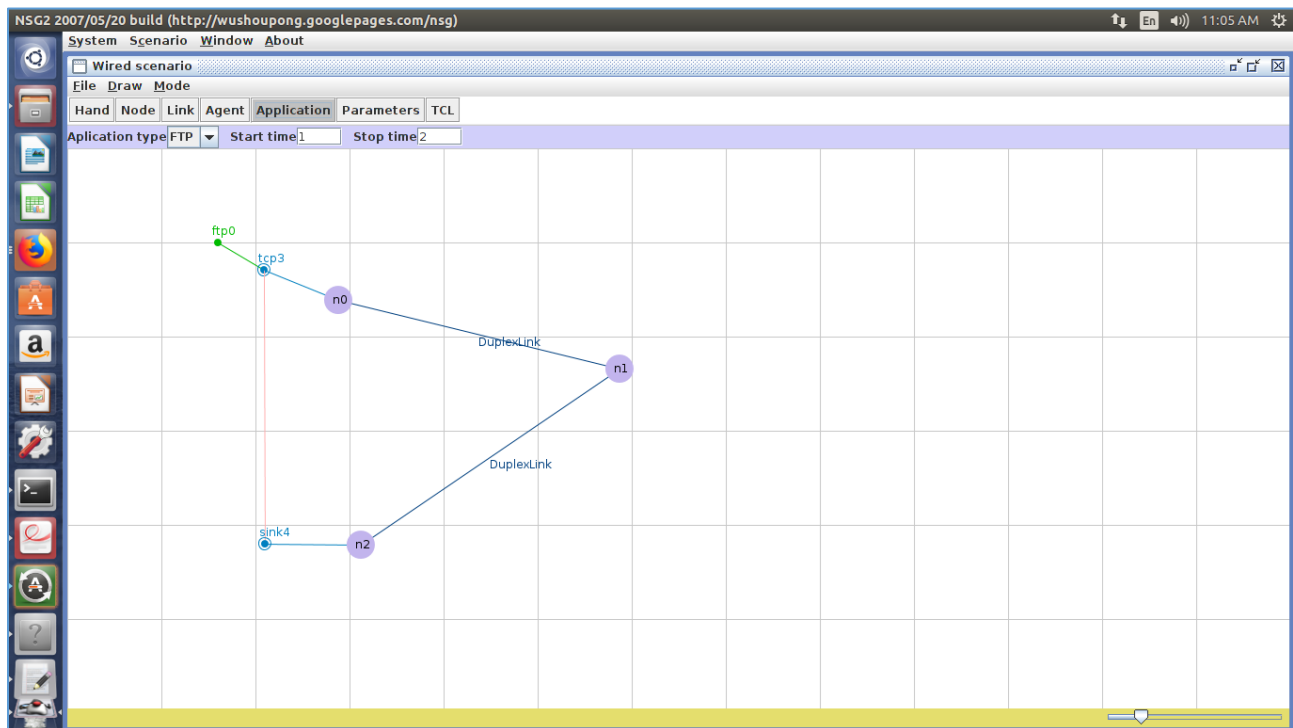 NSG2 2007/05/20 build (http://wushoupong.googlepages.com/nsg) En 11:05 AM
System Scenario Window About
Wired scenario
File Draw Mode
Hand Node Link Agent Application Parameters TCL
Aplication type FTP Start time 1 Stop time 2
ftp0
tcp3
n0
DuplexLink
n1
DuplexLink
sink4
n2